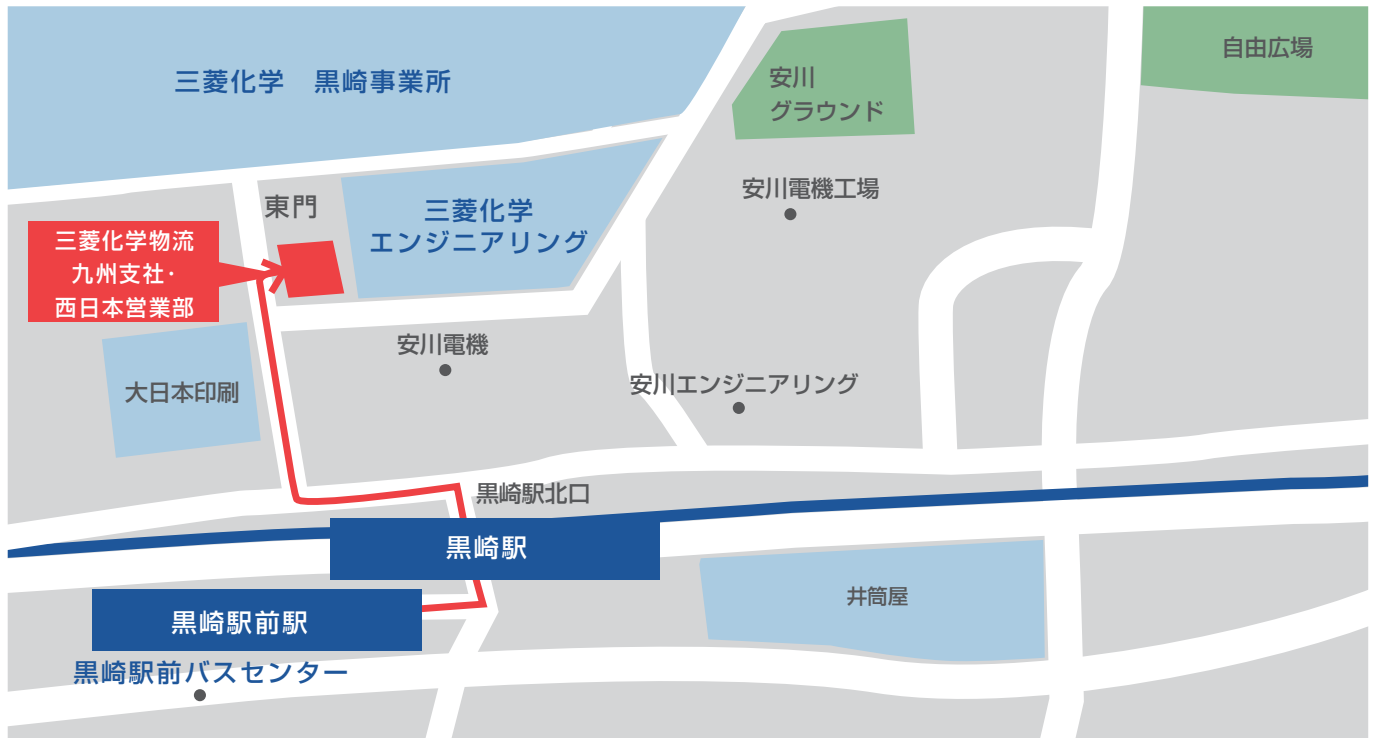 自由広場
三菱化学　黒崎事業所
安川
グラウンド
安川電機工場
東門
三菱化学
エンジニアリング
三菱化学物流
九州支社・
西日本営業部
安川電機
大日本印刷
安川エンジニアリング
黒崎駅北口
黒崎駅
井筒屋
黒崎駅前駅
黒崎駅前バスセンター